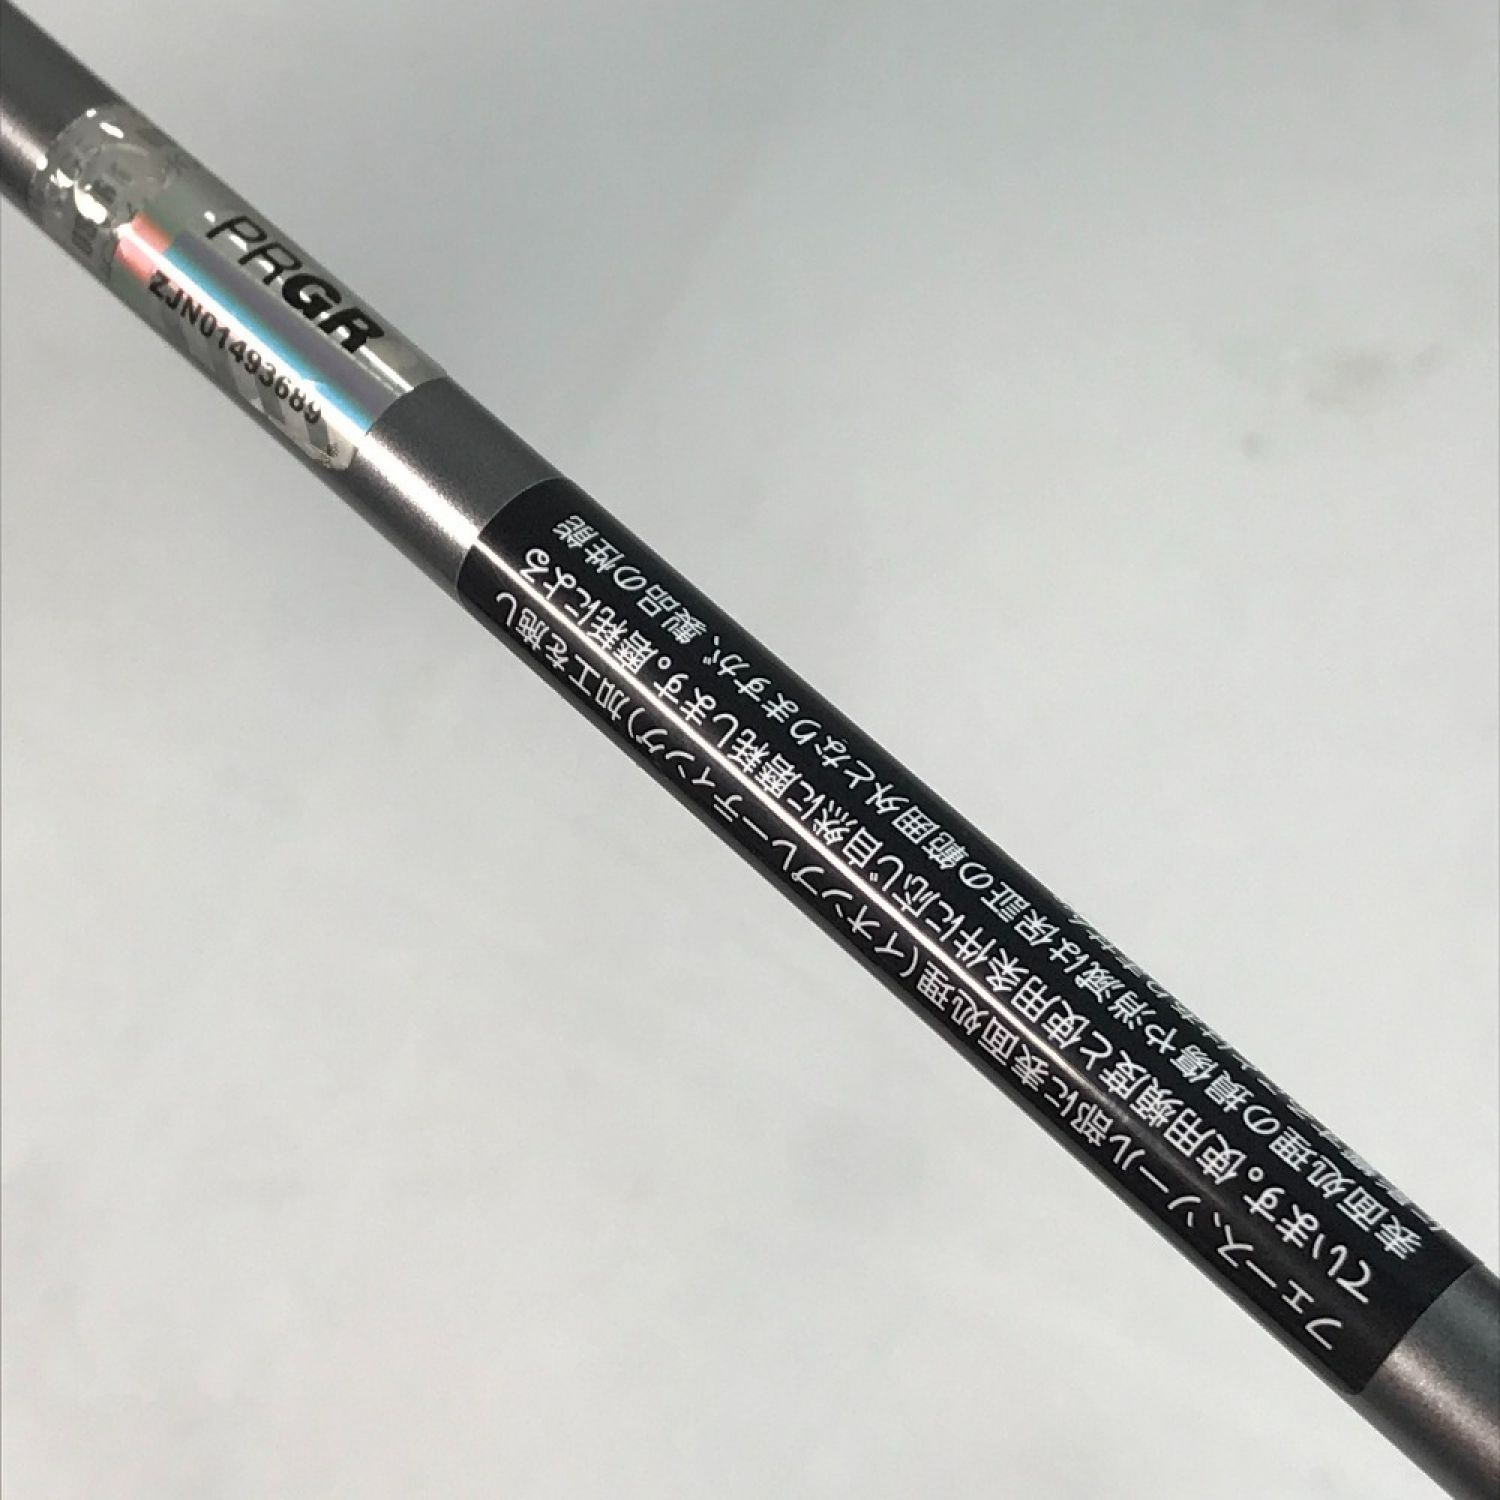 PRGR
ZJN01493689
フェース、ソール部に表面処理(イオンプレーティング)加工を施し
ています。使用頻度と使用条件に応じ自然に磨耗します。磨耗による
表面処理の損傷や消滅は保証の範囲外となりますが、製品の性能